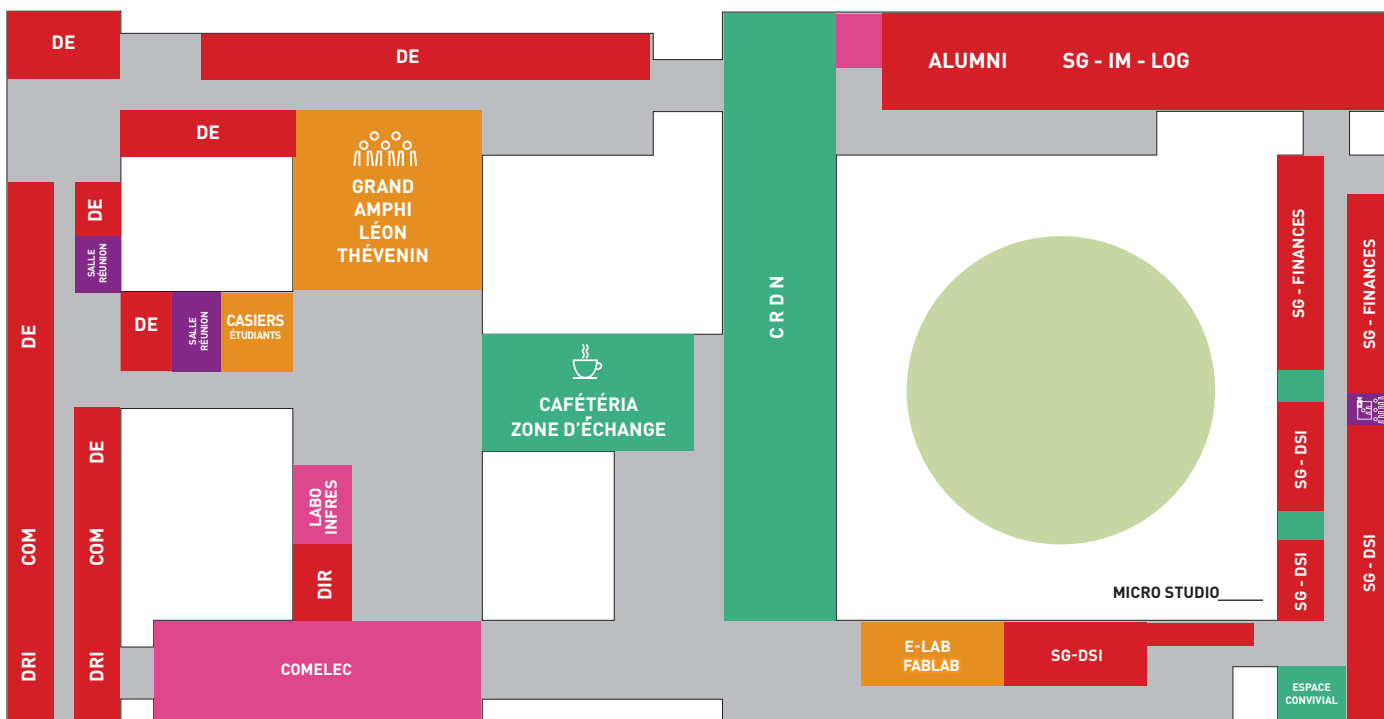 DE
DE
ALUMNI
SG - IM - LOG
DE
GRAND
AMPHI
LÉON
THÉVENIN
DE
SALLE
RÉUNION
DE
SALLE
RÉUNION
CASIERS
ÉTUDIANTS
DE
CAFÉTÉRIA
ZONE D'ÉCHANGE
CRDN
SG - FINANCES
SG - FINANCES
DE
SG - DSI
COM
COM
LABO
INFRES
DIR
SG - DSI
SG - DSI
MICRO STUDIO
DRI
DRI
COMELEC
E-LAB
FABLAB
SG-DSI
ESPACE
CONVIVIAL